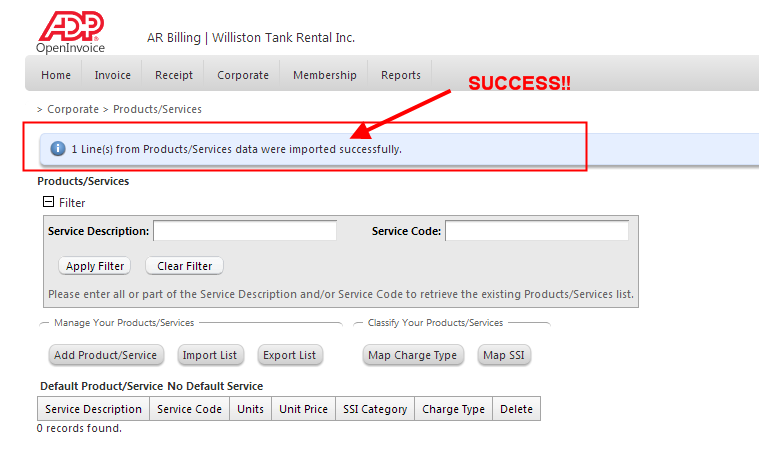 ADP
OpenInvoice
AR Billing | Williston Tank Rental Inc.
Home Invoice Receipt Corporate Membership Reports
SUCCESS!!
> Corporate > Products/Services
1 Line(s) from Products/Services data were imported successfully.
Products/Services
Filter
Service Description: Service Code:
Apply Filter Clear Filter
Please enter all or part of the Service Description and/or Service Code to retrieve the existing Products/Services list.
Manage Your Products/Services Classify Your Products/Services
Add Product/Service Import List Export List Map Charge Type Map SSI
Default Product/Service No Default Service
Service Description Service Code Units Unit Price SSI Category Charge Type Delete
0 records found.